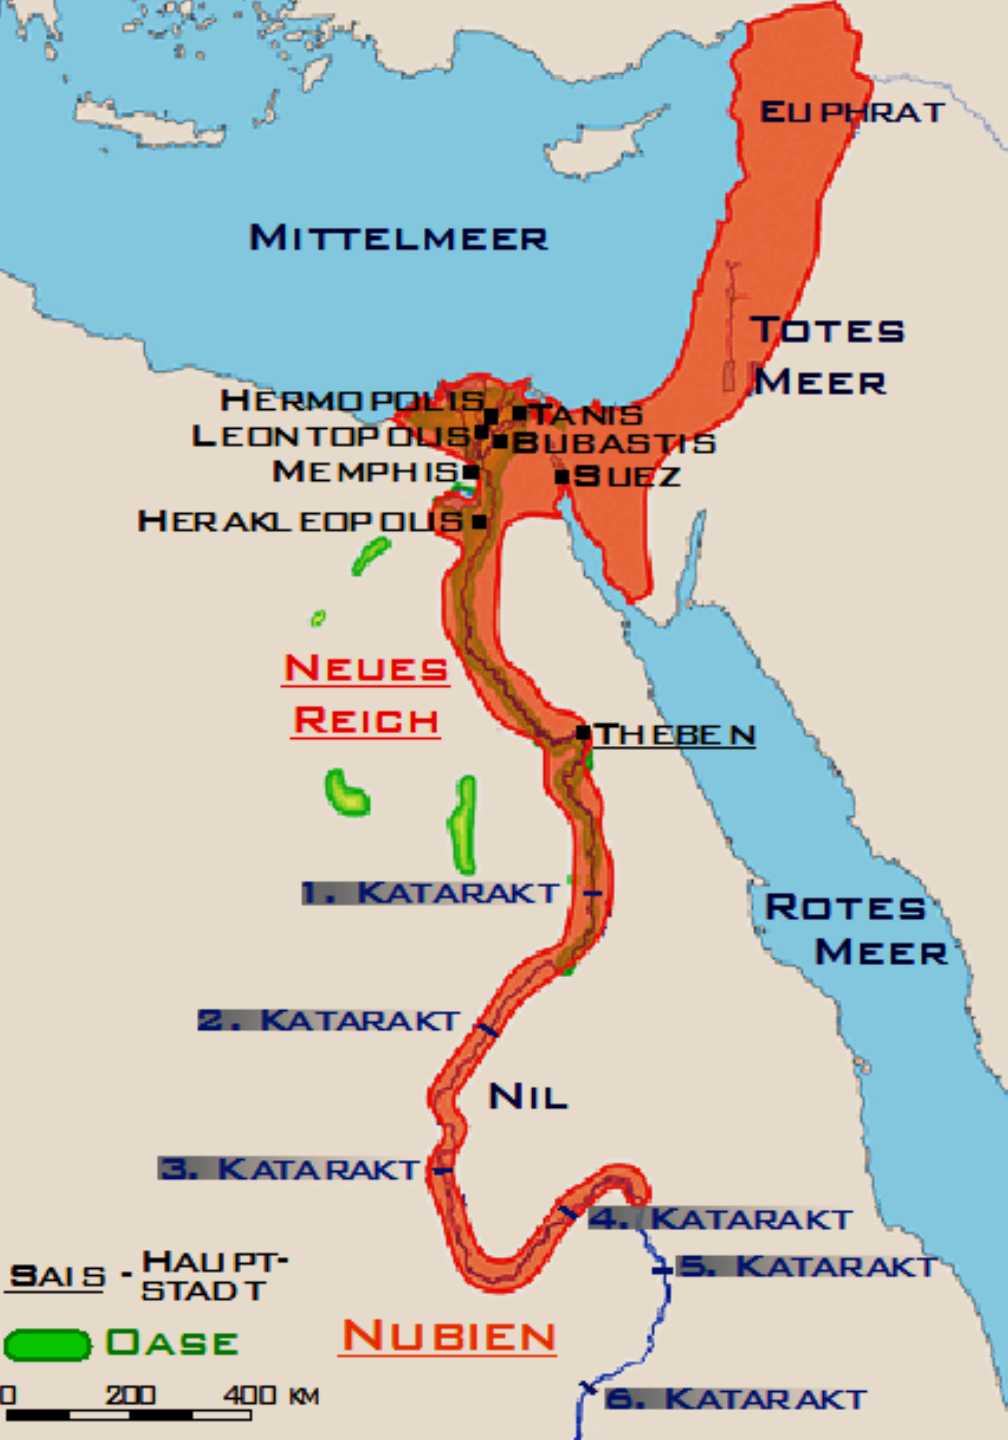 EUPHRAT
MITTELMEER
TOTES
MEER
HERMOPOLIS
TANIS
LEONTOPOLIS
BUBASTIS
MEMPHIS
SUEZ
HERAKLEOPOLIS
NEUES
REICH
THEBEN
1. KATARAKT
ROTES
MEER
2. KATARAKT
NIL
3. KATARAKT
4. KATARAKT
5. KATARAKT
SAIS - HAUPT-
STADT
NUBIEN
OASE
0 200 400 KM
6. KATARAKT